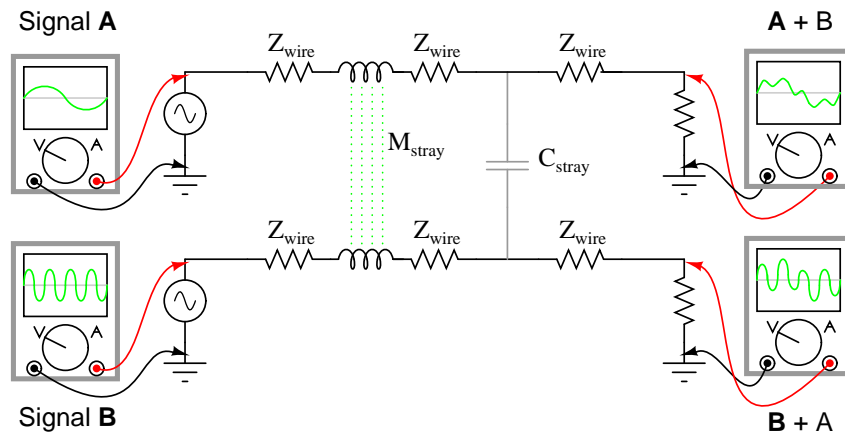 Signal A
A + B
Zwire Zwire Zwire
V A
V A
Mstray
Cstray
Zwire Zwire Zwire
V A
V A
Signal B
B + A